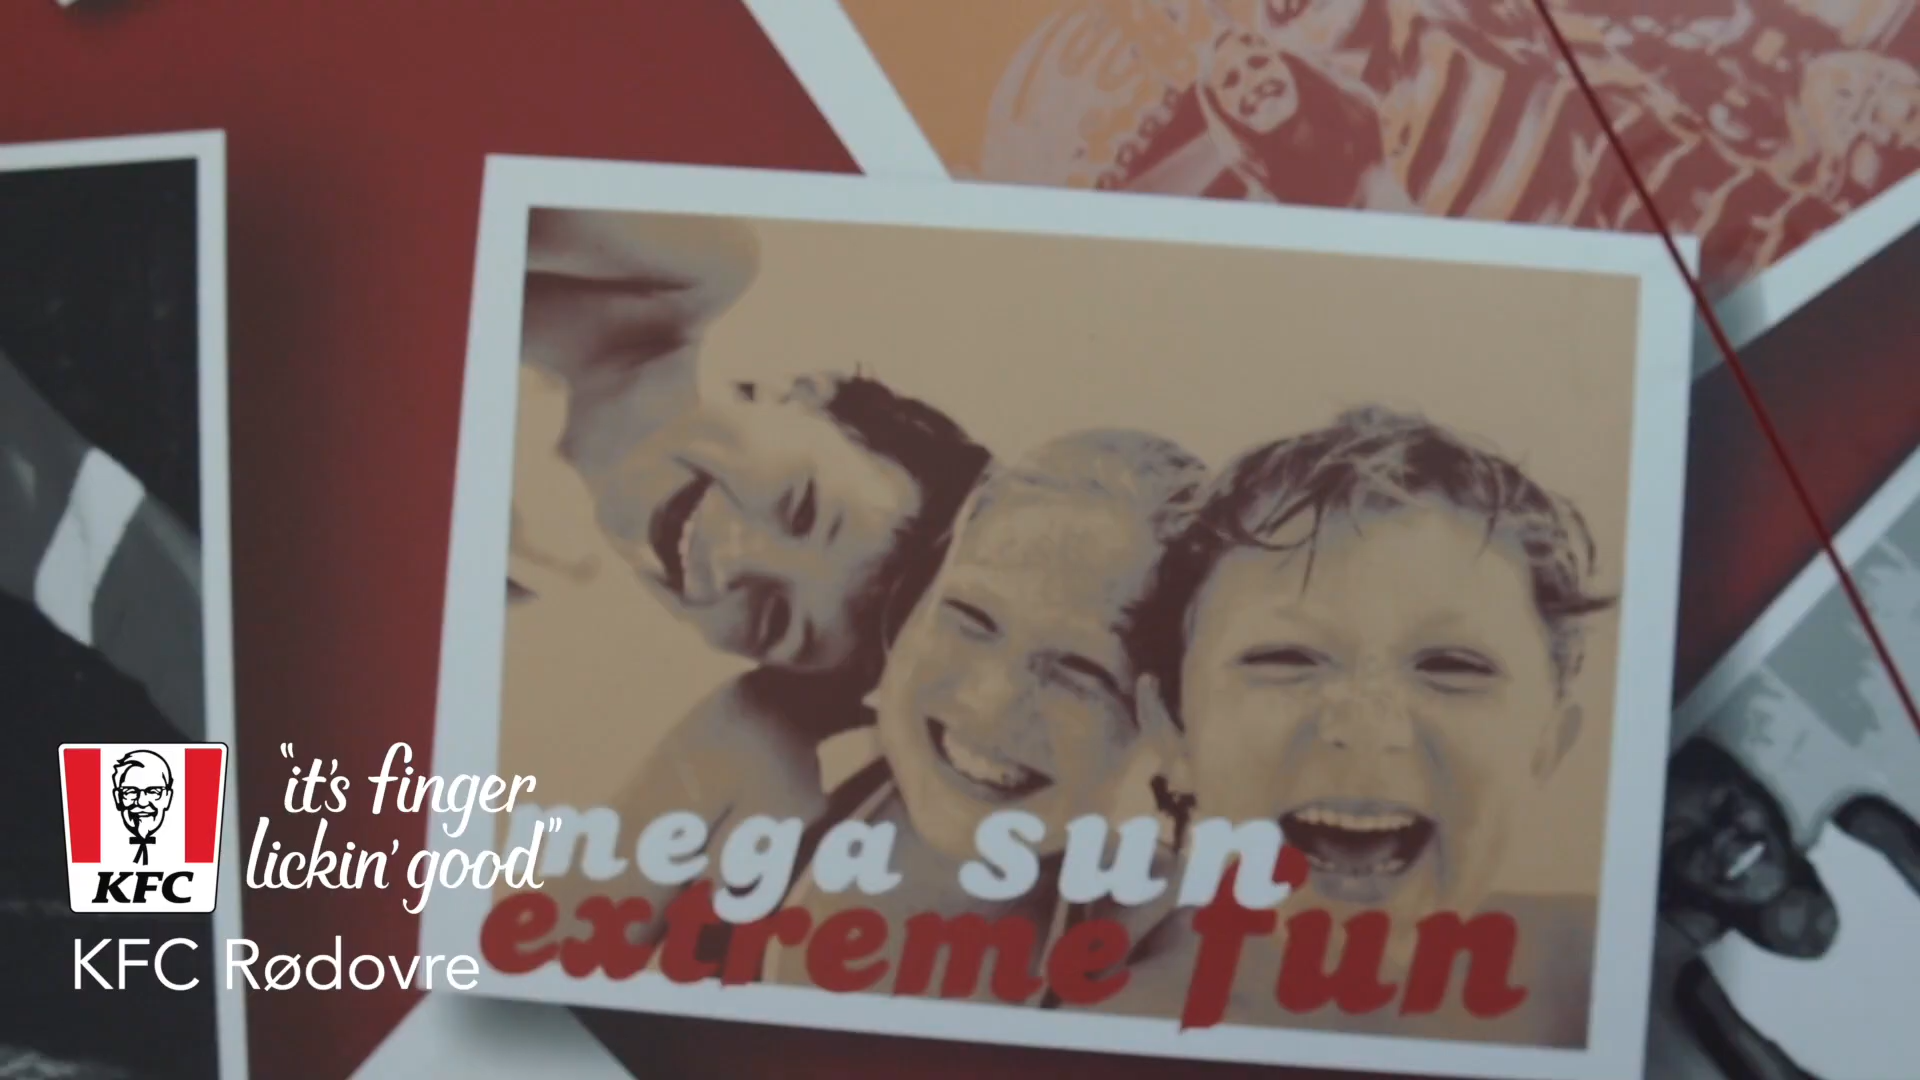 mega sun
extreme fun
"it's finger
lickin' good"
KFC
KFC Rødovre